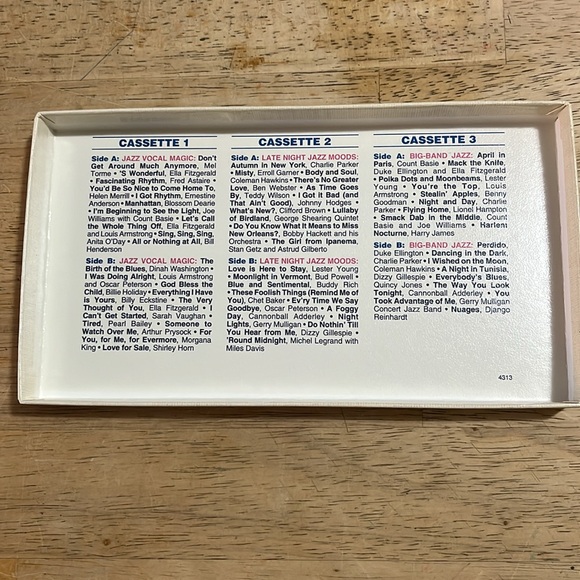 CASSETTE 1
Side A: JAZZ VOCAL MAGIC: Don't
Get Around Much Anymore, Mel
Torme • 'S Wonderful, Ella Fitzgerald
• Fascinating Rhythm, Fred Astaire •
You'd Be So Nice to Come Home To,
Helen Merrill • I Got Rhythm, Ernestine
Anderson • Manhattan, Blossom Dearie
• I'm Beginning to See the Light, Joe
Williams with Count Basie • Let's Call
the Whole Thing Off, Ella Fitzgerald
and Louis Armstrong • Sing, Sing, Sing,
Anita O'Day • All or Nothing at All, Bill
Henderson
Side B: JAZZ VOCAL MAGIC: The
Birth of the Blues, Dinah Washington •
I Was Doing Alright, Louis Armstrong
and Oscar Peterson • God Bless the
Child, Billie Holiday • Everything I Have
is Yours, Billy Eckstine • The Very
Thought of You, Ella Fitzgerald • I
Can't Get Started, Sarah Vaughan •
Tired, Pearl Bailey • Someone to
Watch Over Me, Arthur Prysock • For
You, for Me, for Evermore, Morgana
King • Love for Sale, Shirley Horn
CASSETTE 2
Side A: LATE NIGHT JAZZ MOODS:
Autumn in New York, Charlie Parker
• Misty, Erroll Garner • Body and Soul,
Coleman Hawkins • There's No Greater
Love, Ben Webster • As Time Goes
By, Teddy Wilson • I Got It Bad (and
That Ain't Good), Johnny Hodges •
What's New?, Clifford Brown • Lullaby
of Birdland, George Shearing Quintet
• Do You Know What It Means to Miss
New Orleans?, Bobby Hackett and his
Orchestra • The Girl from Ipanema,
Stan Getz and Astrud Gilberto
Side B: LATE NIGHT JAZZ MOODS:
Love is Here to Stay, Lester Young
• Moonlight in Vermont, Bud Powell •
Blue and Sentimental, Buddy Rich
• These Foolish Things (Remind Me of
You), Chet Baker • Ev'ry Time We Say
Goodbye, Oscar Peterson • A Foggy
Day, Cannonball Adderley • Night
Lights, Gerry Mulligan • Do Nothin' Till
You Hear from Me, Dizzy Gillespie •
'Round Midnight, Michel Legrand with
Miles Davis
CASSETTE 3
Side A: BIG-BAND JAZZ: April in
Paris, Count Basie • Mack the Knife,
Duke Ellington and Ella Fitzgerald
• Polka Dots and Moonbeams, Lester
Young • You're the Top, Louis
Armstrong • Stealin' Apples, Benny
Goodman • Night and Day, Charlie
Parker • Flying Home, Lionel Hampton
• Smack Dab in the Middle, Count
Basie and Joe Williams • Harlem
Nocturne, Harry James
Side B: BIG-BAND JAZZ: Perdido,
Duke Ellington • Dancing in the Dark,
Charlie Parker • I Wished on the Moon,
Coleman Hawkins • A Night in Tunisia,
Dizzy Gillespie • Everybody's Blues,
Quincy Jones • The Way You Look
Tonight, Cannonball Adderley • You
Took Advantage of Me, Gerry Mulligan
Concert Jazz Band • Nuages, Django
Reinhardt
4313